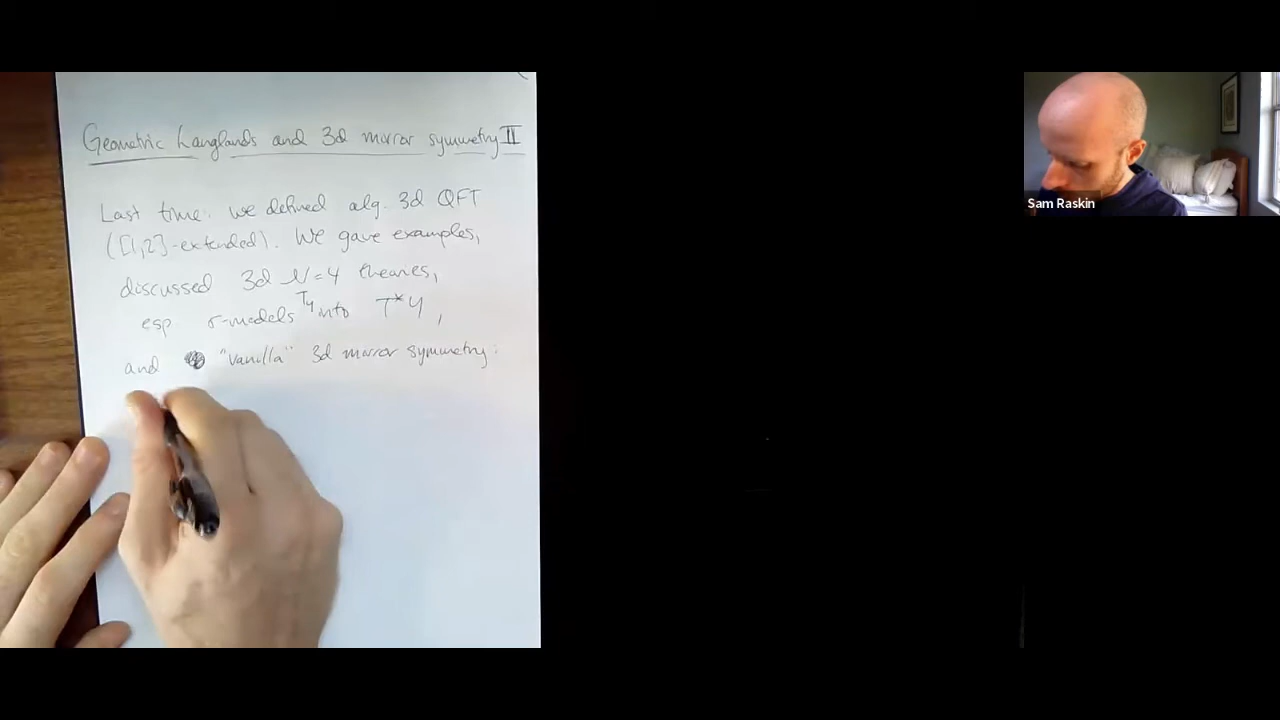 Geometric Langlands and 3d mirror symmetry II
Last time: we defined alg. 3d QFT
([1,2]-extended). We gave examples,
discussed 3d N=4 theories,
esp σ-models T_Y into T*Y,
and "vanilla" 3d mirror symmetry:
Sam Raskin